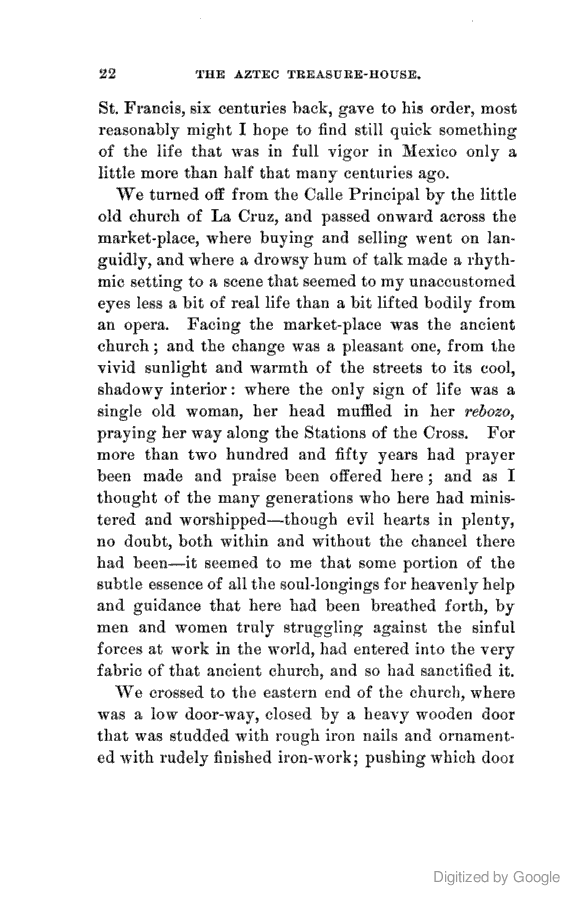 22 THE AZTEC TREASURE-HOUSE.
St. Francis, six centuries back, gave to his order, most
reasonably might I hope to find still quick something
of the life that was in full vigor in Mexico only a
little more than half that many centuries ago.
We turned off from the Calle Principal by the little
old church of La Cruz, and passed onward across the
market-place, where buying and selling went on lan-
guidly, and where a drowsy hum of talk made a rhyth-
mic setting to a scene that seemed to my unaccustomed
eyes less a bit of real life than a bit lifted bodily from
an opera. Facing the market-place was the ancient
church; and the change was a pleasant one, from the
vivid sunlight and warmth of the streets to its cool,
shadowy interior: where the only sign of life was a
single old woman, her head muffled in her rebozo,
praying her way along the Stations of the Cross. For
more than two hundred and fifty years had prayer
been made and praise been offered here; and as I
thought of the many generations who here had minis-
tered and worshipped—though evil hearts in plenty,
no doubt, both within and without the chancel there
had been—it seemed to me that some portion of the
subtle essence of all the soul-longings for heavenly help
and guidance that here had been breathed forth, by
men and women truly struggling against the sinful
forces at work in the world, had entered into the very
fabric of that ancient church, and so had sanctified it.
We crossed to the eastern end of the church, where
was a low door-way, closed by a heavy wooden door
that was studded with rough iron nails and ornament-
ed with rudely finished iron-work; pushing which door
Digitized by Google